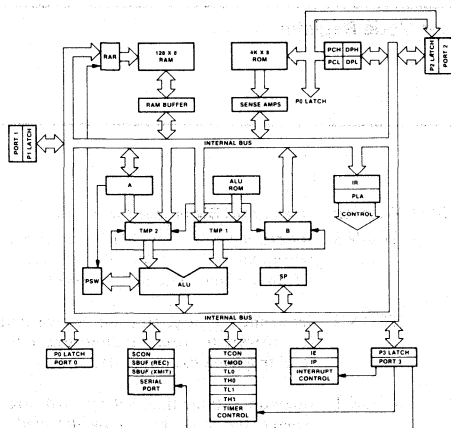 RAR
128 X 8
RAM
4K X 8
ROM
PCH DPH
PCL DPL
P2 LATCH
PORT 2
RAM BUFFER
SENSE AMPS
P0 LATCH
PORT 1
P1 LATCH
INTERNAL BUS
A
ALU
ROM
IR
PLA
CONTROL
TMP 2
TMP 1
B
PSW
ALU
SP
INTERNAL BUS
P0 LATCH
PORT 0
SCON
SBUF (REC)
SBUF (XMIT)
SERIAL
PORT
TCON
TMOD
TL0
TH0
TL1
TH1
TIMER
CONTROL
IE
IP
INTERRUPT
CONTROL
P3 LATCH
PORT 3